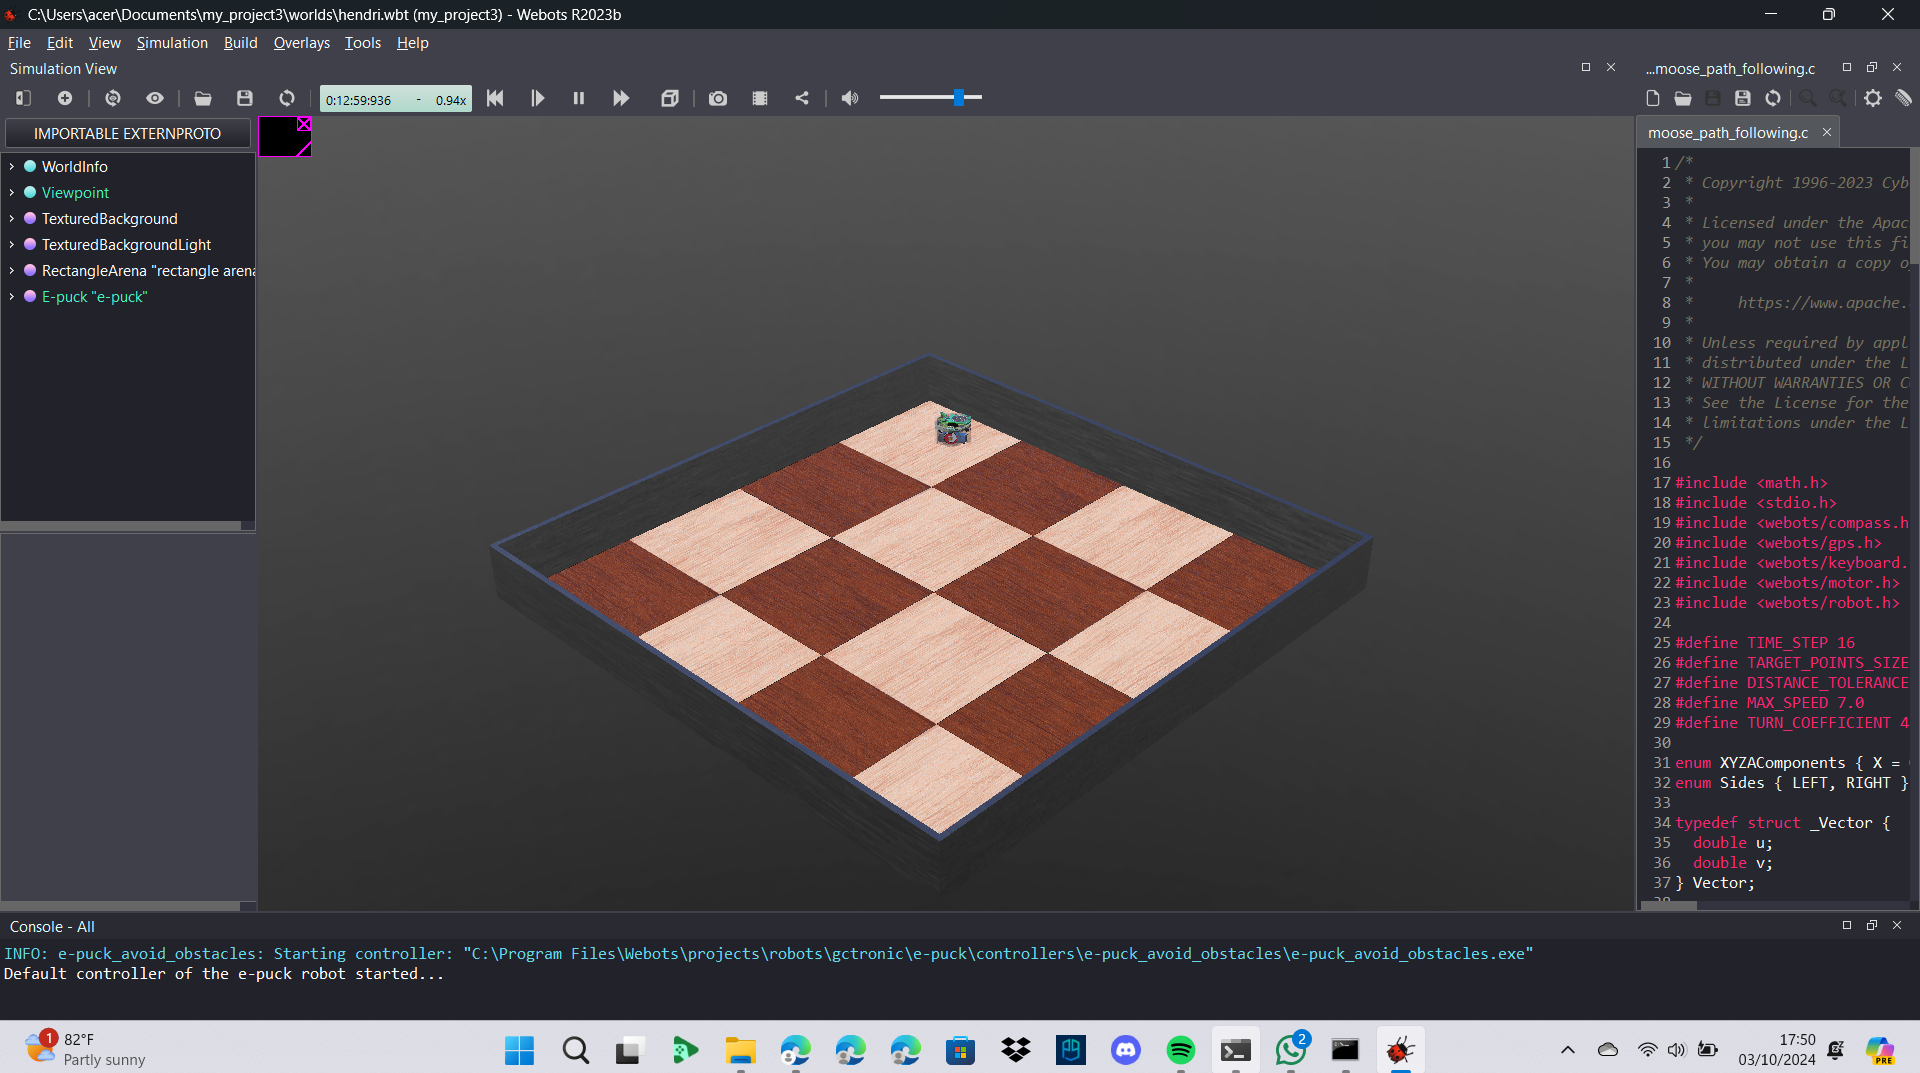 C:\Users\acer\Documents\my_project3\worlds\hendri.wbt (my_project3) - Webots R2023b
File Edit View Simulation Build Overlays Tools Help
Simulation View
...moose_path_following.c
0:12:59:936 - 0.94x
IMPORTABLE EXTERNPROTO
WorldInfo
Viewpoint
TexturedBackground
TexturedBackgroundLight
RectangleArena "rectangle arena
E-puck "e-puck"
moose_path_following.c
1 /*
2 * Copyright 1996-2023 Cyb
3 *
4 * Licensed under the Apac
5 * you may not use this fi
6 * You may obtain a copy o
7 *
8 * https://www.apache.
9 *
10 * Unless required by appl
11 * distributed under the L
12 * WITHOUT WARRANTIES OR C
13 * See the License for the
14 * limitations under the L
15 */
16
17 #include <math.h>
18 #include <stdio.h>
19 #include <webots/compass.h
20 #include <webots/gps.h>
21 #include <webots/keyboard.
22 #include <webots/motor.h>
23 #include <webots/robot.h>
24
25 #define TIME_STEP 16
26 #define TARGET_POINTS_SIZE
27 #define DISTANCE_TOLERANCE
28 #define MAX_SPEED 7.0
29 #define TURN_COEFFICIENT 4
30
31 enum XYZAComponents { X =
32 enum Sides { LEFT, RIGHT }
33
34 typedef struct _Vector {
35 double u;
36 double v;
37 } Vector;
Console - All
INFO: e-puck_avoid_obstacles: Starting controller: "C:\Program Files\Webots\projects\robots\gctronic\e-puck\controllers\e-puck_avoid_obstacles\e-puck_avoid_obstacles.exe"
Default controller of the e-puck robot started...
1
82°F
Partly sunny
2
17:50
03/10/2024
PRE